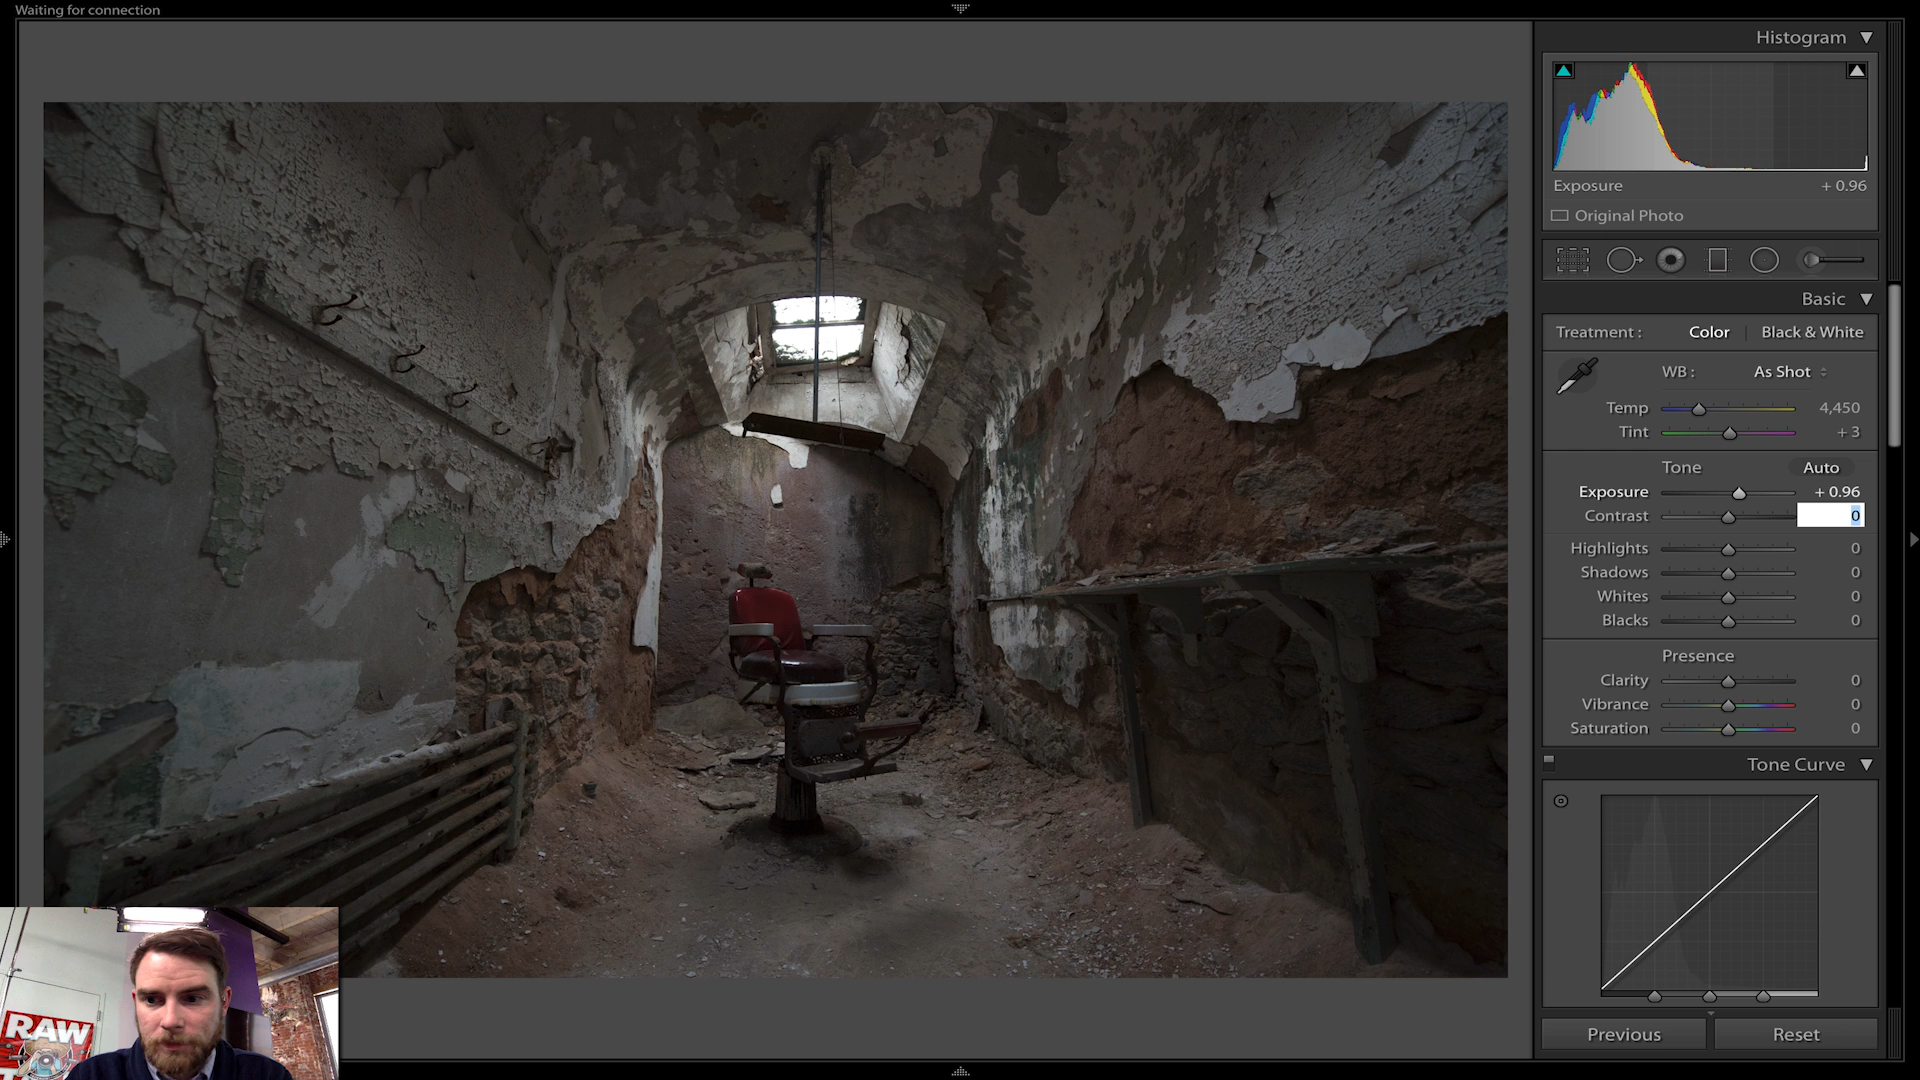 Waiting for connection
Histogram
Exposure + 0.96
Original Photo
Basic
Treatment : Color Black & White
WB : As Shot
Temp 4,450
Tint + 3
Tone Auto
Exposure + 0.96
Contrast 0
Highlights 0
Shadows 0
Whites 0
Blacks 0
Presence
Clarity 0
Vibrance 0
Saturation 0
Tone Curve
Previous Reset
RAW